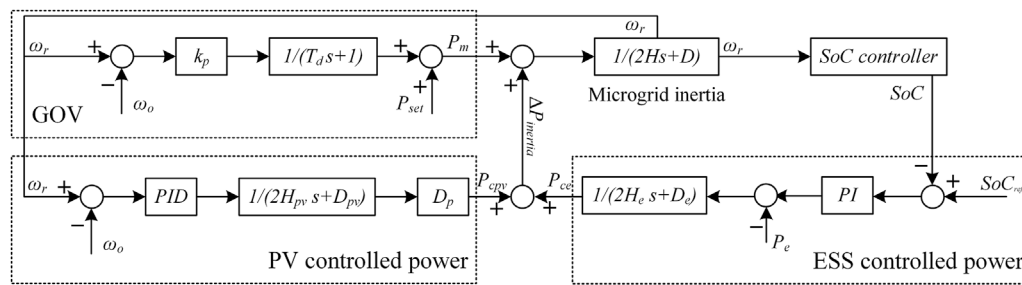 ω_r
ω_r
+
−
ω_o
k_p
1/(T_d s+1)
+
+
P_set
P_m
+
+
1/(2Hs+D)
ω_r
Microgrid inertia
SoC controller
SoC
GOV
ΔP_inertia
ω_r
+
−
ω_o
PID
1/(2H_pv s+D_pv)
D_p
P_cpv
+
+
P_ce
1/(2H_e s+D_e)
−
P_e
PI
−
+
SoC_ref
PV controlled power
ESS controlled power